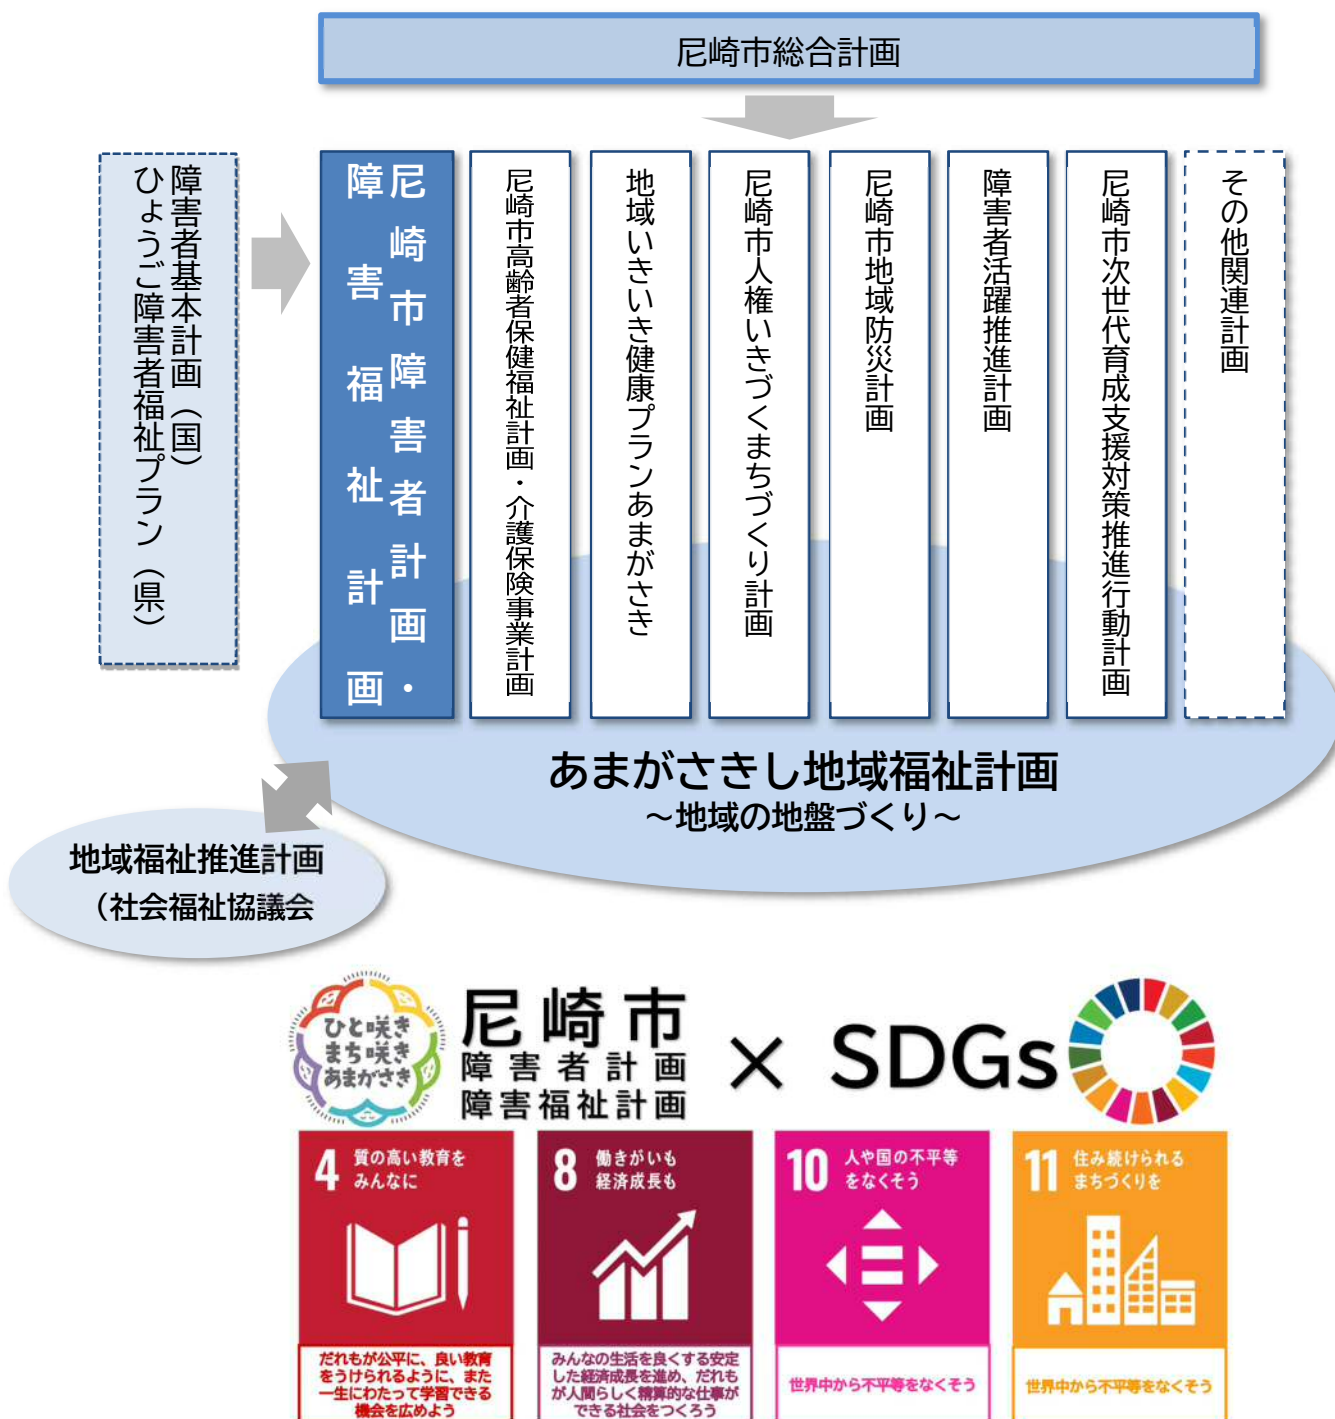 尼崎市総合計画
障害者基本計画（国）
ひょうご障害者福祉プラン（県）
尼崎市障害者計画・
障害福祉計画
尼崎市高齢者保健福祉計画・介護保険事業計画
地域いきいき健康プランあまがさき
尼崎市人権いきづくまちづくり計画
尼崎市地域防災計画
障害者活躍推進計画
尼崎市次世代育成支援対策推進行動計画
その他関連計画
あまがさきし地域福祉計画
～地域の地盤づくり～
地域福祉推進計画
（社会福祉協議会
ひと咲き
まち咲き
あまがさき
尼崎市
障害者計画
障害福祉計画
× SDGs
4 質の高い教育を
みんなに
だれもが公平に、良い教育
をうけられるように、また
一生にわたって学習できる
機会を広めよう
8 働きがいも
経済成長も
みんなの生活を良くする安定
した経済成長を進め、だれも
が人間らしく精算的な仕事が
できる社会をつくろう
10 人や国の不平等
をなくそう
世界中から不平等をなくそう
11 住み続けられる
まちづくりを
世界中から不平等をなくそう